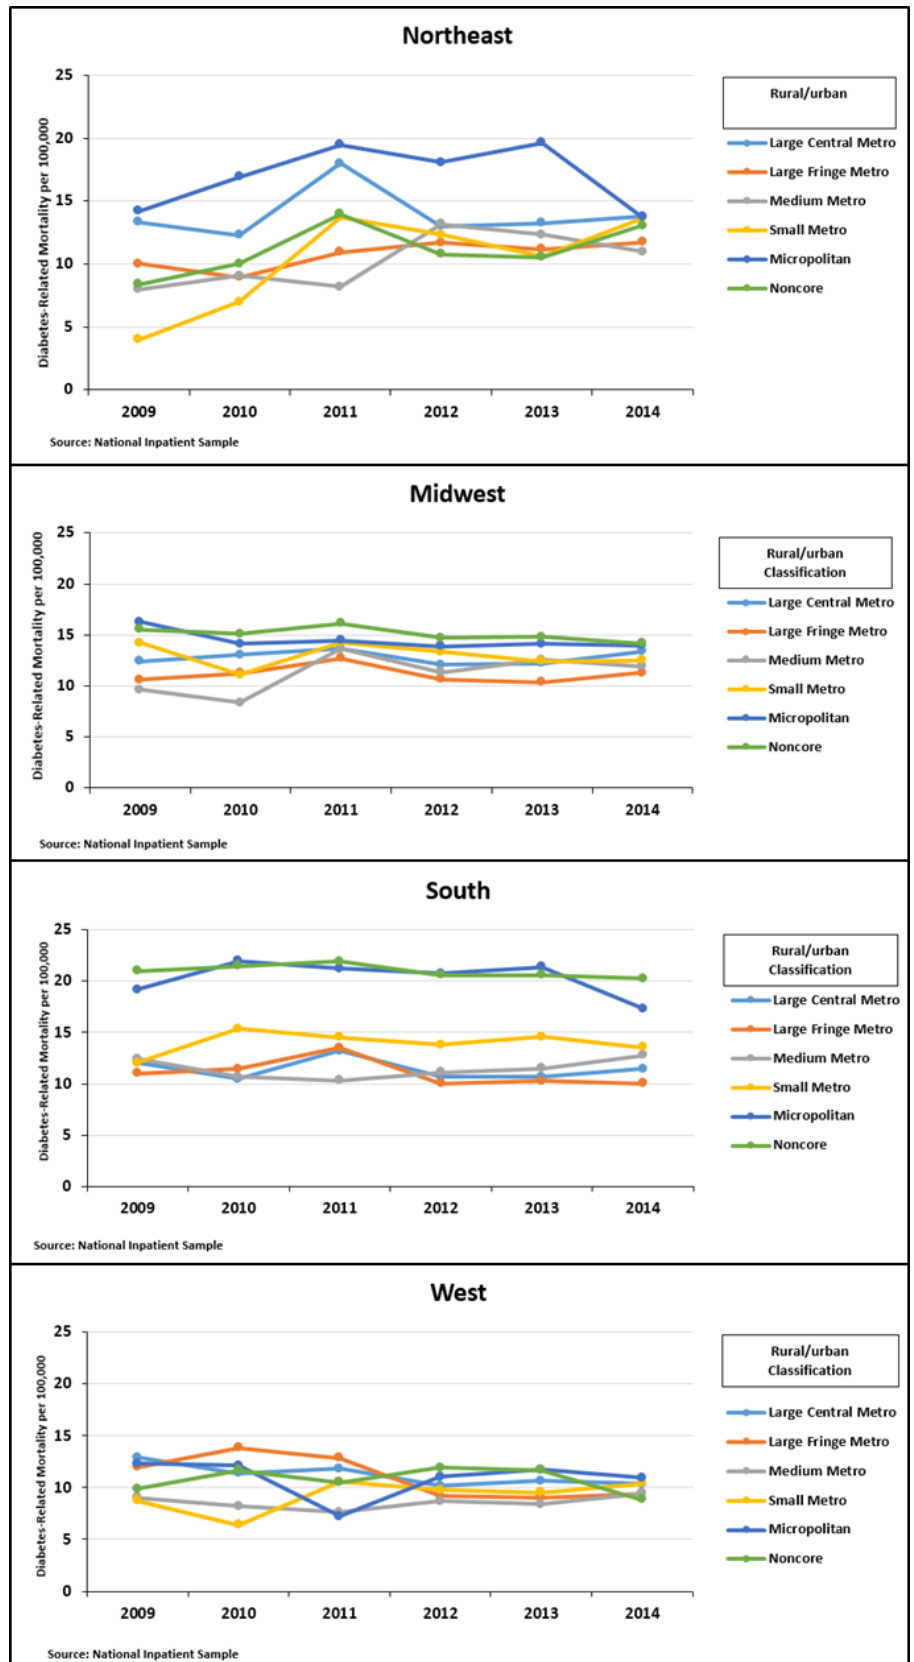 Northeast
Diabetes-Related Mortality per 100,000
25
20
15
10
5
0
2009 2010 2011 2012 2013 2014
Rural/urban
Large Central Metro
Large Fringe Metro
Medium Metro
Small Metro
Micropolitan
Noncore
Source: National Inpatient Sample
Midwest
Diabetes-Related Mortality per 100,000
25
20
15
10
5
0
2009 2010 2011 2012 2013 2014
Rural/urban
Classification
Large Central Metro
Large Fringe Metro
Medium Metro
Small Metro
Micropolitan
Noncore
Source: National Inpatient Sample
South
Diabetes-Related Mortality per 100,000
25
20
15
10
5
0
2009 2010 2011 2012 2013 2014
Rural/urban
Classification
Large Central Metro
Large Fringe Metro
Medium Metro
Small Metro
Micropolitan
Noncore
Source: National Inpatient Sample
West
Diabetes-Related Mortality per 100,000
25
20
15
10
5
0
2009 2010 2011 2012 2013 2014
Rural/urban
Classification
Large Central Metro
Large Fringe Metro
Medium Metro
Small Metro
Micropolitan
Noncore
Source: National Inpatient Sample